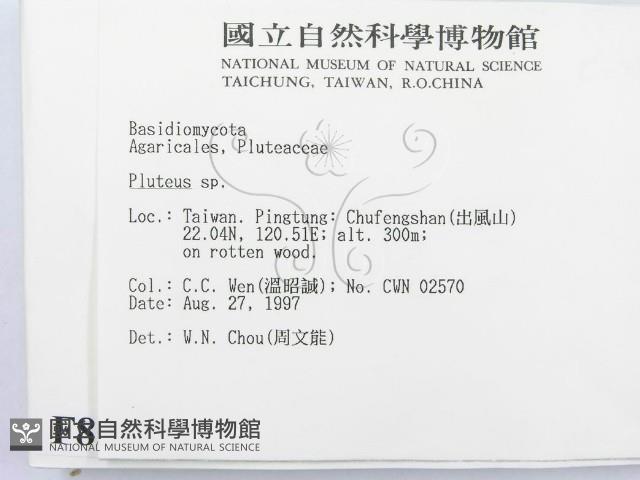 國立自然科學博物館
NATIONAL MUSEUM OF NATURAL SCIENCE
TAICHUNG, TAIWAN, R.O.CHINA
Basidiomycota
Agaricales, Pluteaceae
Pluteus sp.
Loc.: Taiwan. Pingtung: Chufengshan(出風山)
22.04N, 120.51E; alt. 300m;
on rotten wood.
Col.: C.C. Wen(溫昭誠); No. CWN 02570
Date: Aug. 27, 1997
Det.: W.N. Chou(周文能)
F8
國立自然科學博物館
NATIONAL MUSEUM OF NATURAL SCIENCE